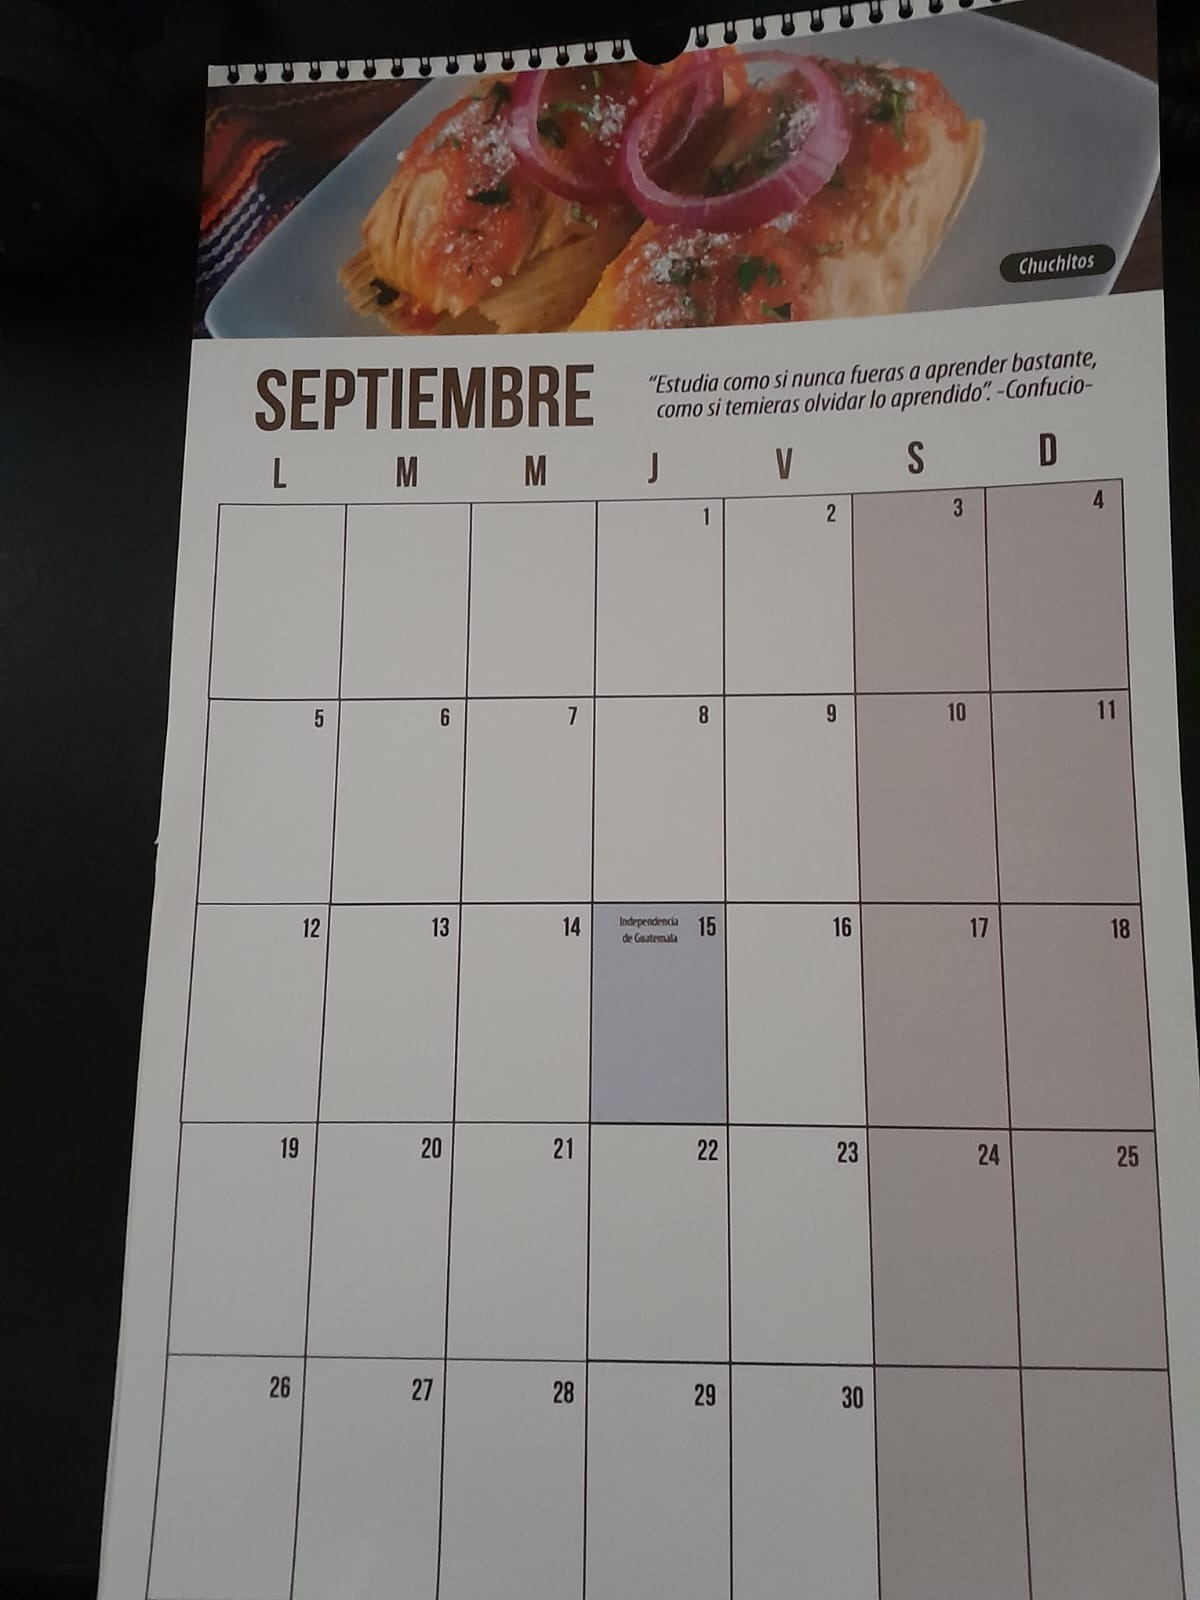 Chuchitos
SEPTIEMBRE
“Estudia como si nunca fueras a aprender bastante,
como si temieras olvidar lo aprendido”. -Confucio-
L M M J V S D
1 2 3 4
5 6 7 8 9 10 11
12 13 14 Independencia 15 16 17 18
de Guatemala
19 20 21 22 23 24 25
26 27 28 29 30